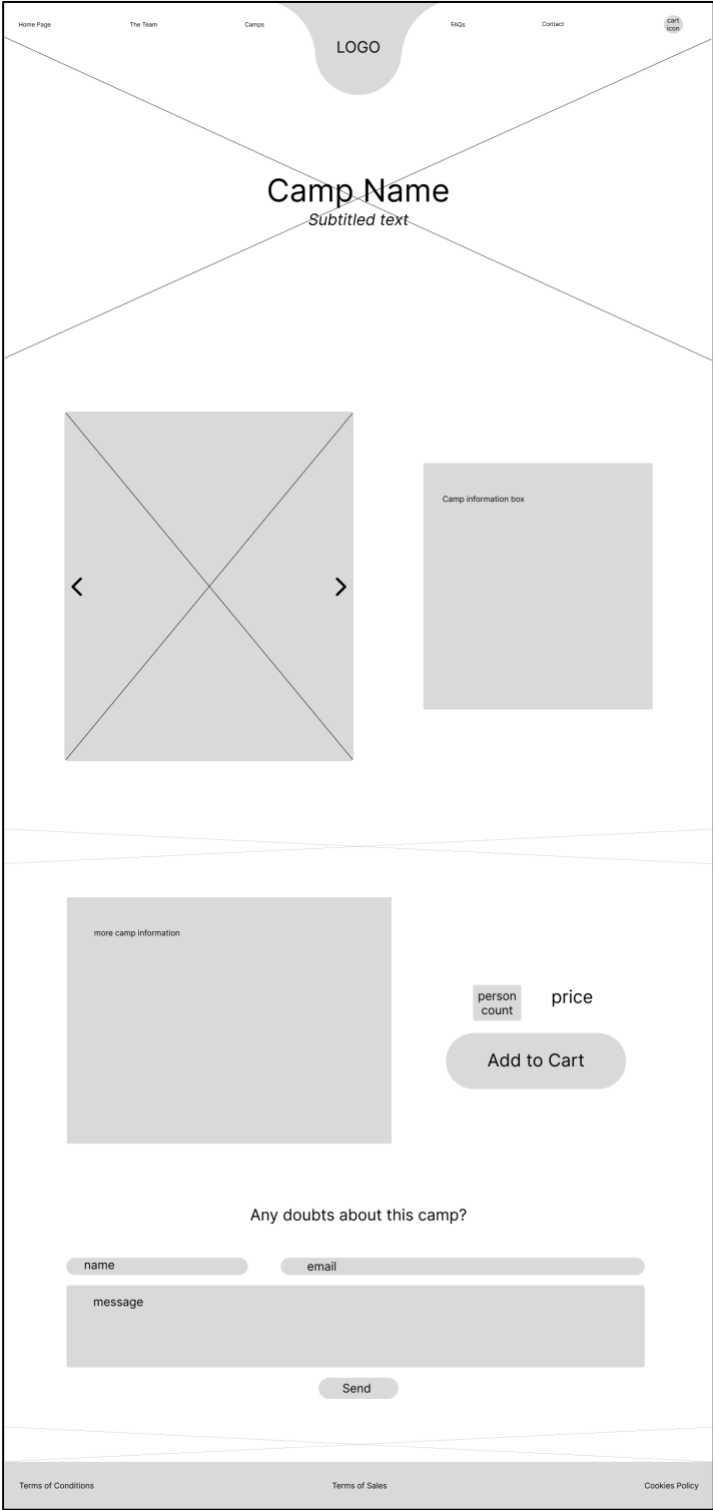 Home Page
The Team
Camps
LOGO
FAQs
Contact
cart
icon
Camp Name
Subtitled text
Camp information box
more camp information
person
count
price
Add to Cart
Any doubts about this camp?
name
email
message
Send
Terms of Conditions
Terms of Sales
Cookies Policy